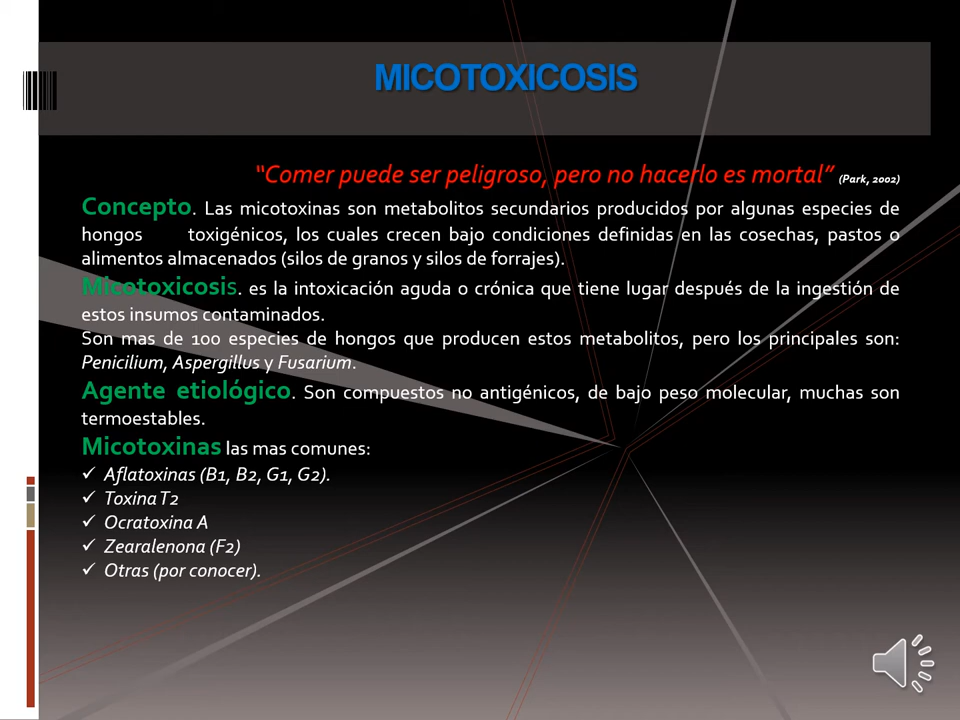 MICOTOXICOSIS
“Comer puede ser peligroso, pero no hacerlo es mortal” (Park, 2002)
Concepto. Las micotoxinas son metabolitos secundarios producidos por algunas especies de
hongos toxigénicos, los cuales crecen bajo condiciones definidas en las cosechas, pastos o
alimentos almacenados (silos de granos y silos de forrajes).
Micotoxicosis. es la intoxicación aguda o crónica que tiene lugar después de la ingestión de
estos insumos contaminados.
Son mas de 100 especies de hongos que producen estos metabolitos, pero los principales son:
Penicilium, Aspergillus y Fusarium.
Agente etiológico. Son compuestos no antigénicos, de bajo peso molecular, muchas son
termoestables.
Micotoxinas las mas comunes:
✓ Aflatoxinas (B1, B2, G1, G2).
✓ Toxina T2
✓ Ocratoxina A
✓ Zearalenona (F2)
✓ Otras (por conocer).